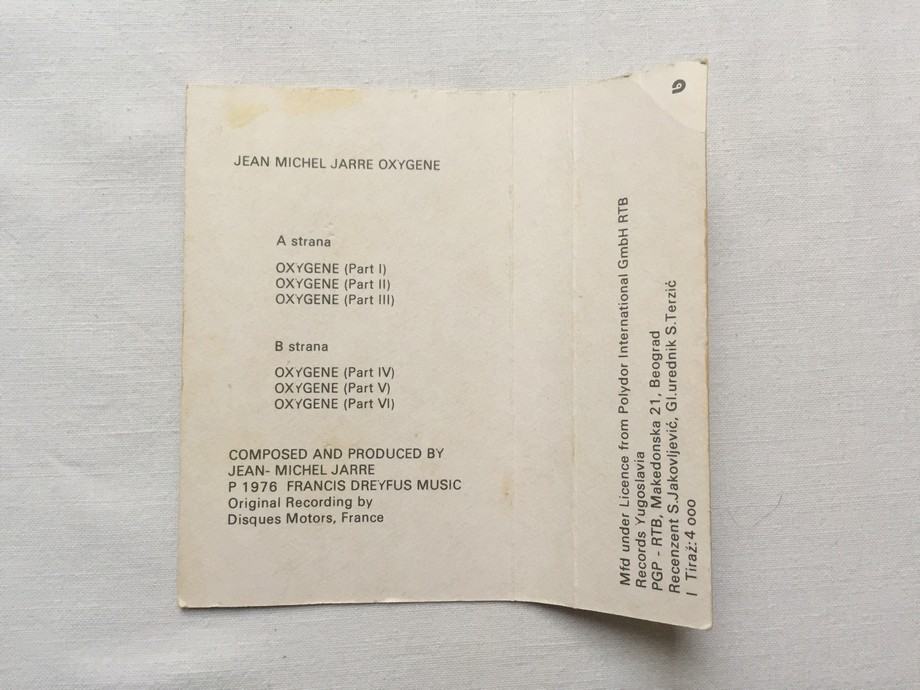 JEAN MICHEL JARRE OXYGENE
A strana
OXYGENE (Part I)
OXYGENE (Part II)
OXYGENE (Part III)
B strana
OXYGENE (Part IV)
OXYGENE (Part V)
OXYGENE (Part VI)
COMPOSED AND PRODUCED BY
JEAN- MICHEL JARRE
P 1976 FRANCIS DREYFUS MUSIC
Original Recording by
Disques Motors, France
Mfd under Licence from Polydor International GmbH RTB
Records Yugoslavia
PGP - RTB, Makedonska 21, Beograd
Recenzent S.Jakovljević, Gl.urednik S.Terzić
I Tiraž:4 ooo